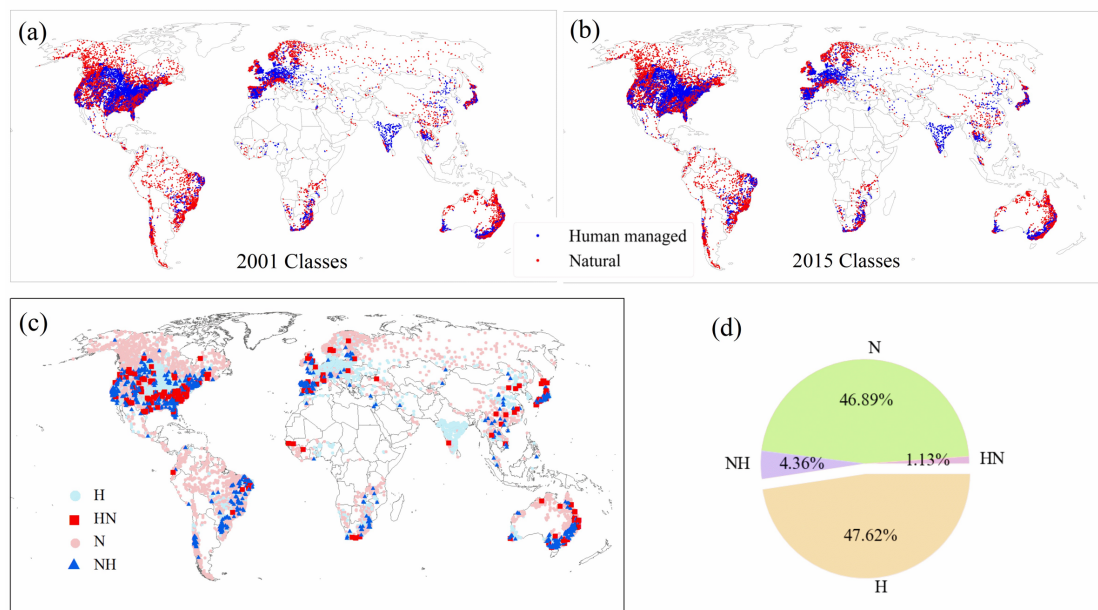 (a)
(b)
Human managed
Natural
2001 Classes
2015 Classes
(c)
(d)
N
46.89%
NH
4.36%
1.13%
HN
H
HN
N
NH
47.62%
H